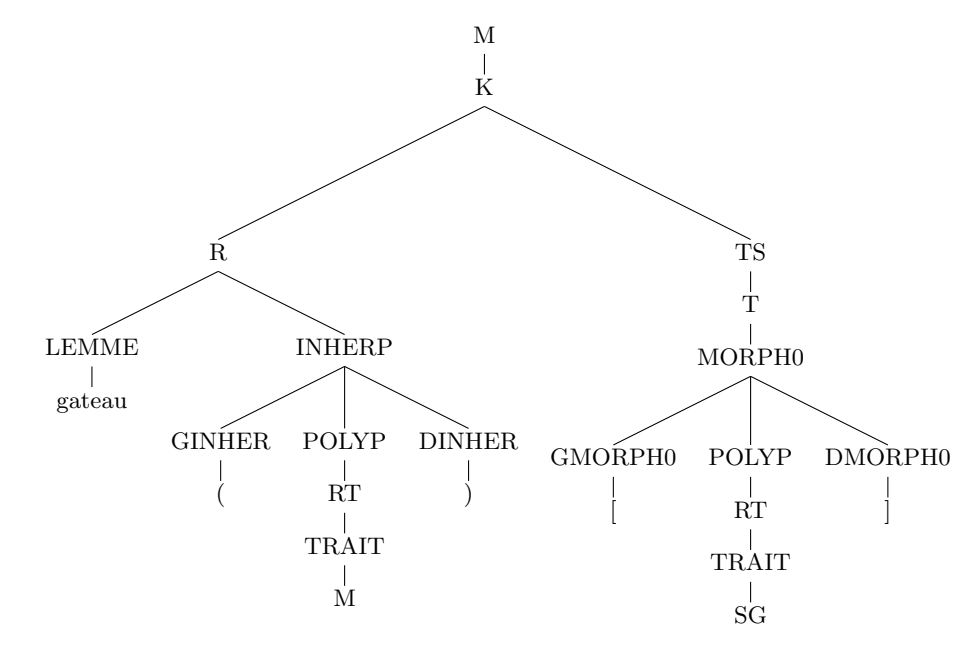 M
K
R TS
T
LEMME INHERP MORPH0
gateau
GINHER POLYP DINHER GMORPH0 POLYP DMORPH0
( RT ) [ RT ]
TRAIT TRAIT
M SG